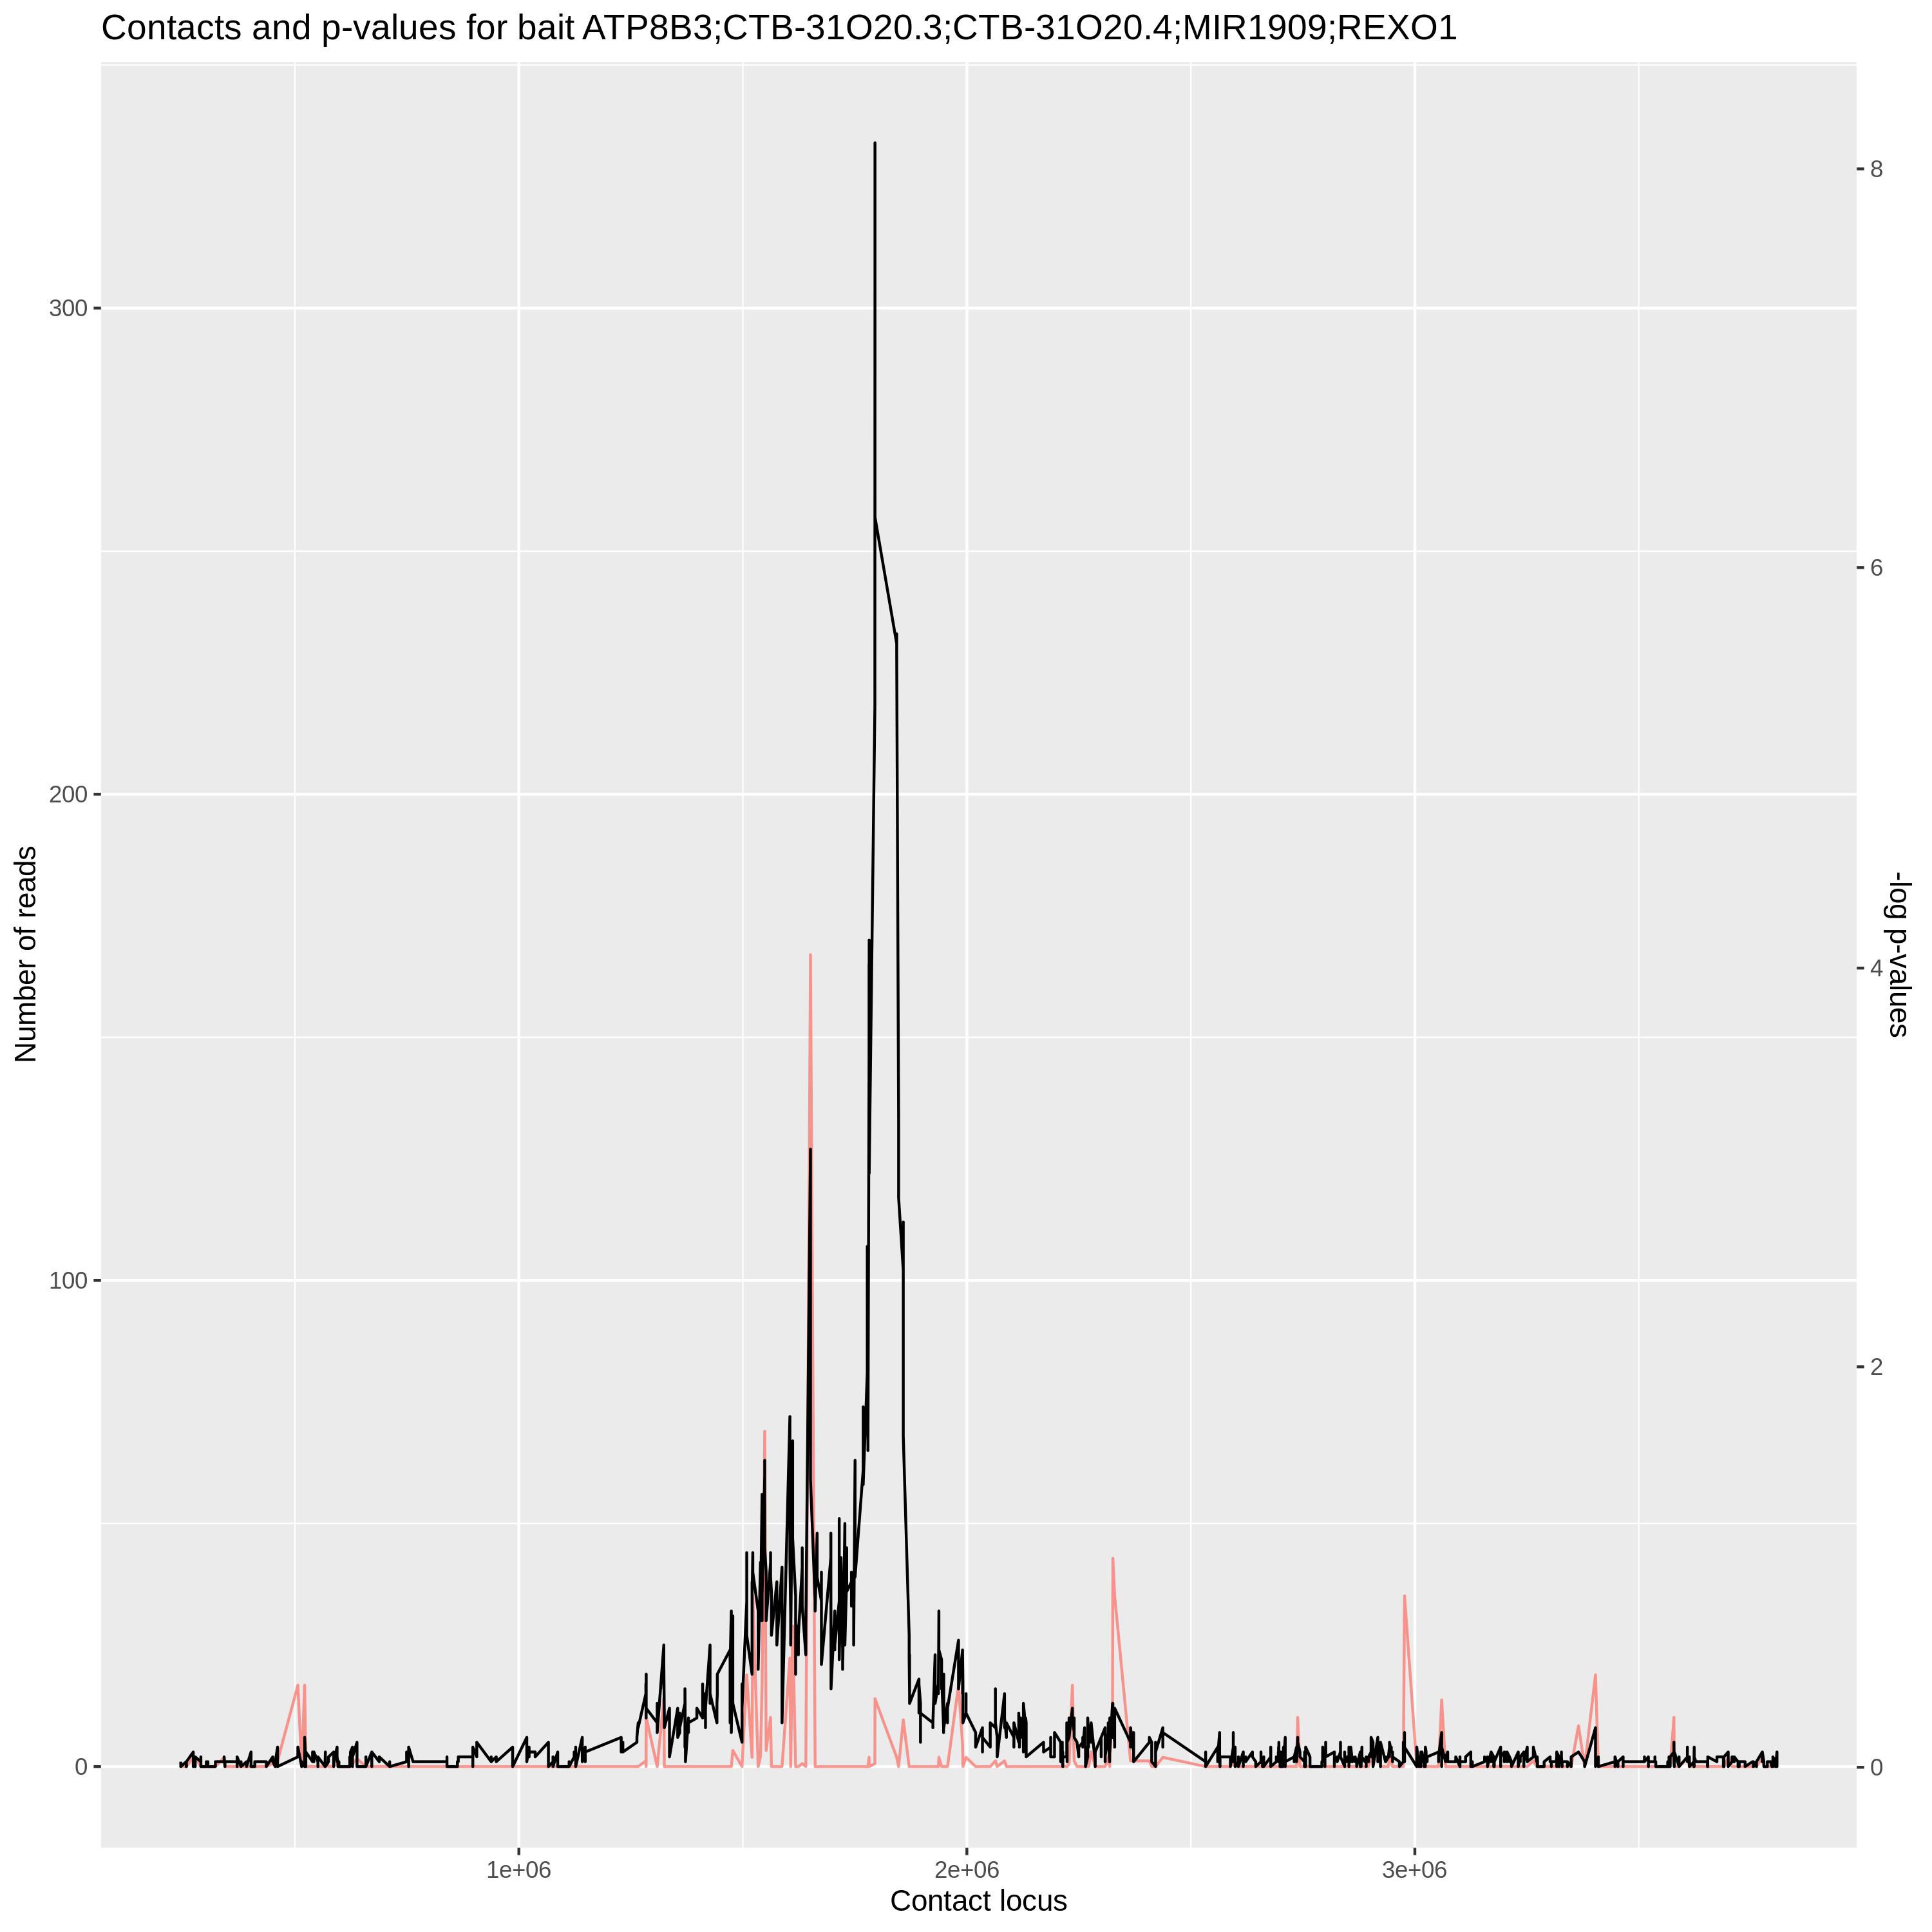 Contacts and p-values for bait ATP8B3;CTB-31O20.3;CTB-31O20.4;MIR1909;REXO1
Number of reads
300
200
100
0
8
6
4
2
0
-log p-values
1e+06
2e+06
3e+06
Contact locus